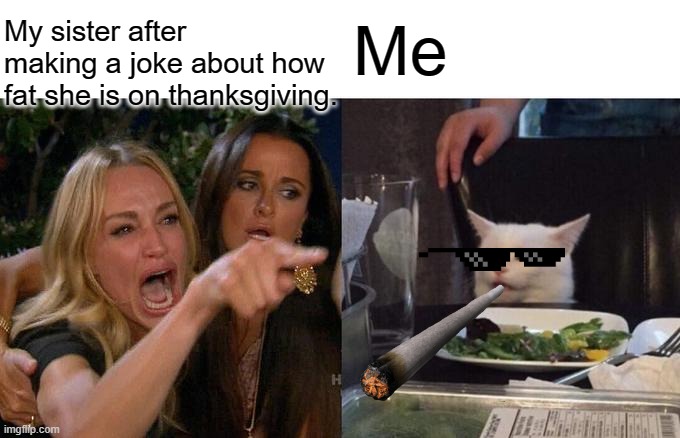 My sister after
making a joke about how
fat she is on thanksgiving.
Me
H
imgflip.com